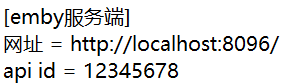 [emby服务端]
网址 = http://localhost:8096/
api id = 12345678